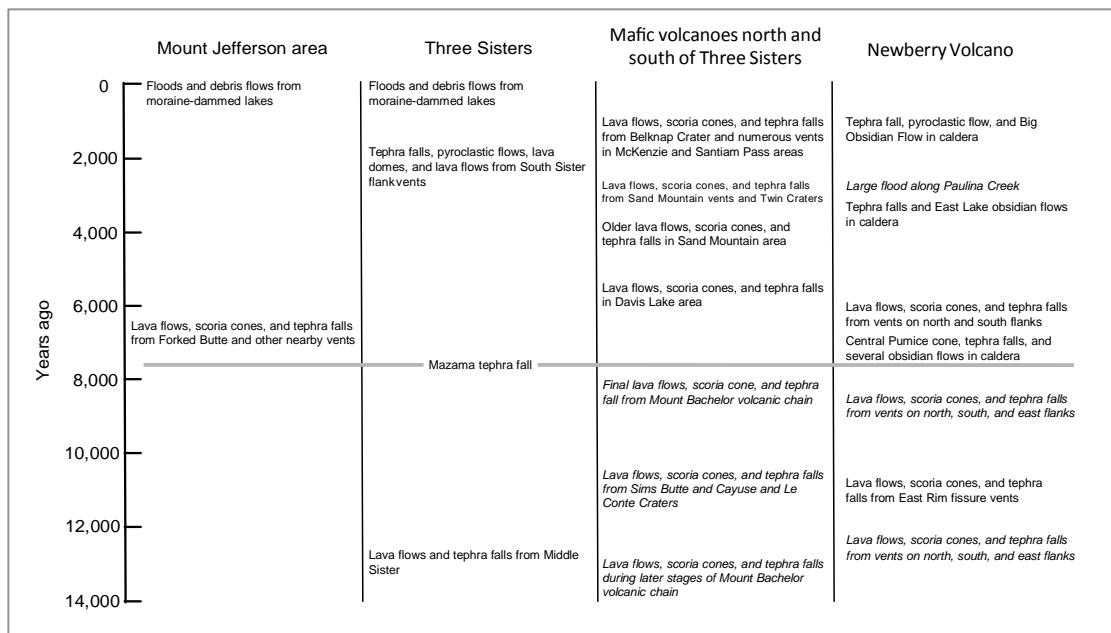 Mount Jefferson area
Three Sisters
Mafic volcanoes north and
south of Three Sisters
Newberry Volcano
Years ago
0
2,000
4,000
6,000
8,000
10,000
12,000
14,000
Floods and debris flows from
moraine-dammed lakes
Lava flows, scoria cones, and tephra falls
from Forked Butte and other nearby vents
Mazama tephra fall
Floods and debris flows from
moraine-dammed lakes
Tephra falls, pyroclastic flows, lava
domes, and lava flows from South Sister
flankvents
Lava flows and tephra falls from Middle
Sister
Lava flows, scoria cones, and tephra falls
from Belknap Crater and numerous vents
in McKenzie and Santiam Pass areas
Lava flows, scoria cones, and tephra falls
from Sand Mountain vents and Twin Craters
Older lava flows, scoria cones, and
tephra falls in Sand Mountain area
Lava flows, scoria cones, and tephra falls
in Davis Lake area
Final lava flows, scoria cone, and tephra
fall from Mount Bachelor volcanic chain
Lava flows, scoria cones, and tephra falls
from Sims Butte and Cayuse and Le
Conte Craters
Lava flows, scoria cones, and tephra falls
during later stages of Mount Bachelor
volcanic chain
Tephra fall, pyroclastic flow, and Big
Obsidian Flow in caldera
Large flood along Paulina Creek
Tephra falls and East Lake obsidian flows
in caldera
Lava flows, scoria cones, and tephra falls
from vents on north and south flanks
Central Pumice cone, tephra falls, and
several obsidian flows in caldera
Lava flows, scoria cones, and tephra falls
from vents on north, south, and east flanks
Lava flows, scoria cones, and tephra
falls from East Rim fissure vents
Lava flows, scoria cones, and tephra falls
from vents on north, south, and east flanks